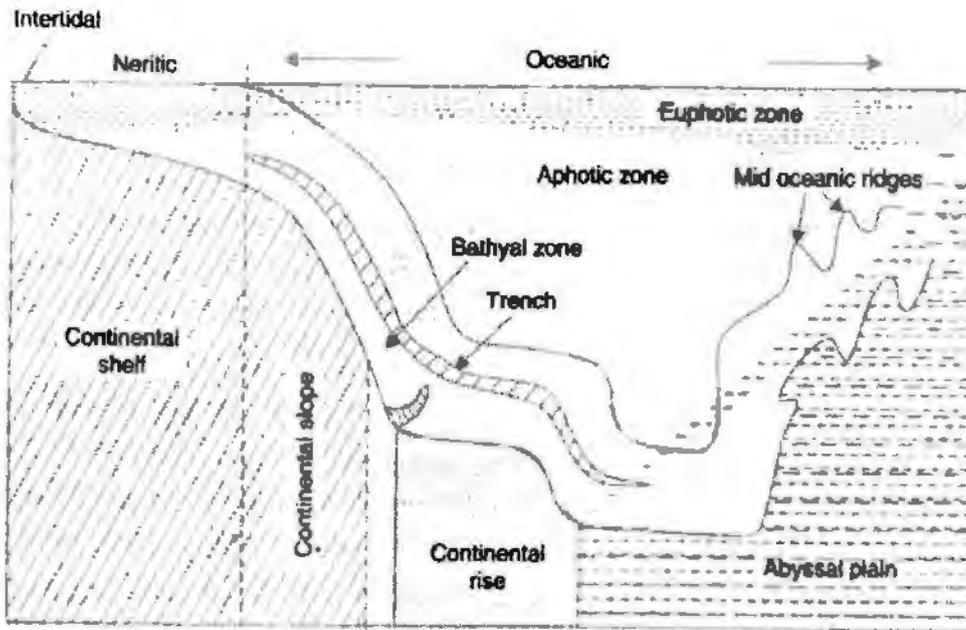 Intertidal
Neritic
Oceanic
Euphotic zone
Aphotic zone
Mid oceanic ridges
Bathyal zone
Trench
Continental
shelf
Continental slope
Continental
rise
Abyssal plain